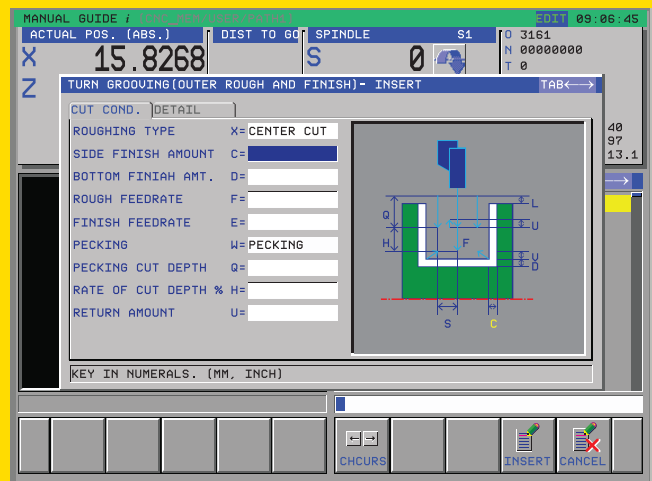 MANUAL GUIDE i
EDIT 09:06:45
ACTUAL POS. (ABS.) DIST TO GO SPINDLE S1
O 3161
X 15.8268 S 0
N 00000000
T 0
Z
TURN GROOVING(OUTER ROUGH AND FINISH)- INSERT TAB←→
CUT COND. DETAIL
ROUGHING TYPE X= CENTER CUT
SIDE FINISH AMOUNT C=
BOTTOM FINIAH AMT. D=
ROUGH FEEDRATE F=
FINISH FEEDRATE E=
PECKING W= PECKING
PECKING CUT DEPTH Q=
RATE OF CUT DEPTH % H=
RETURN AMOUNT U=
L
Q
U
H
F
U
D
S
C
40
97
13.1
→
KEY IN NUMERALS. (MM, INCH)
← →
CHCURS
INSERT
CANCEL